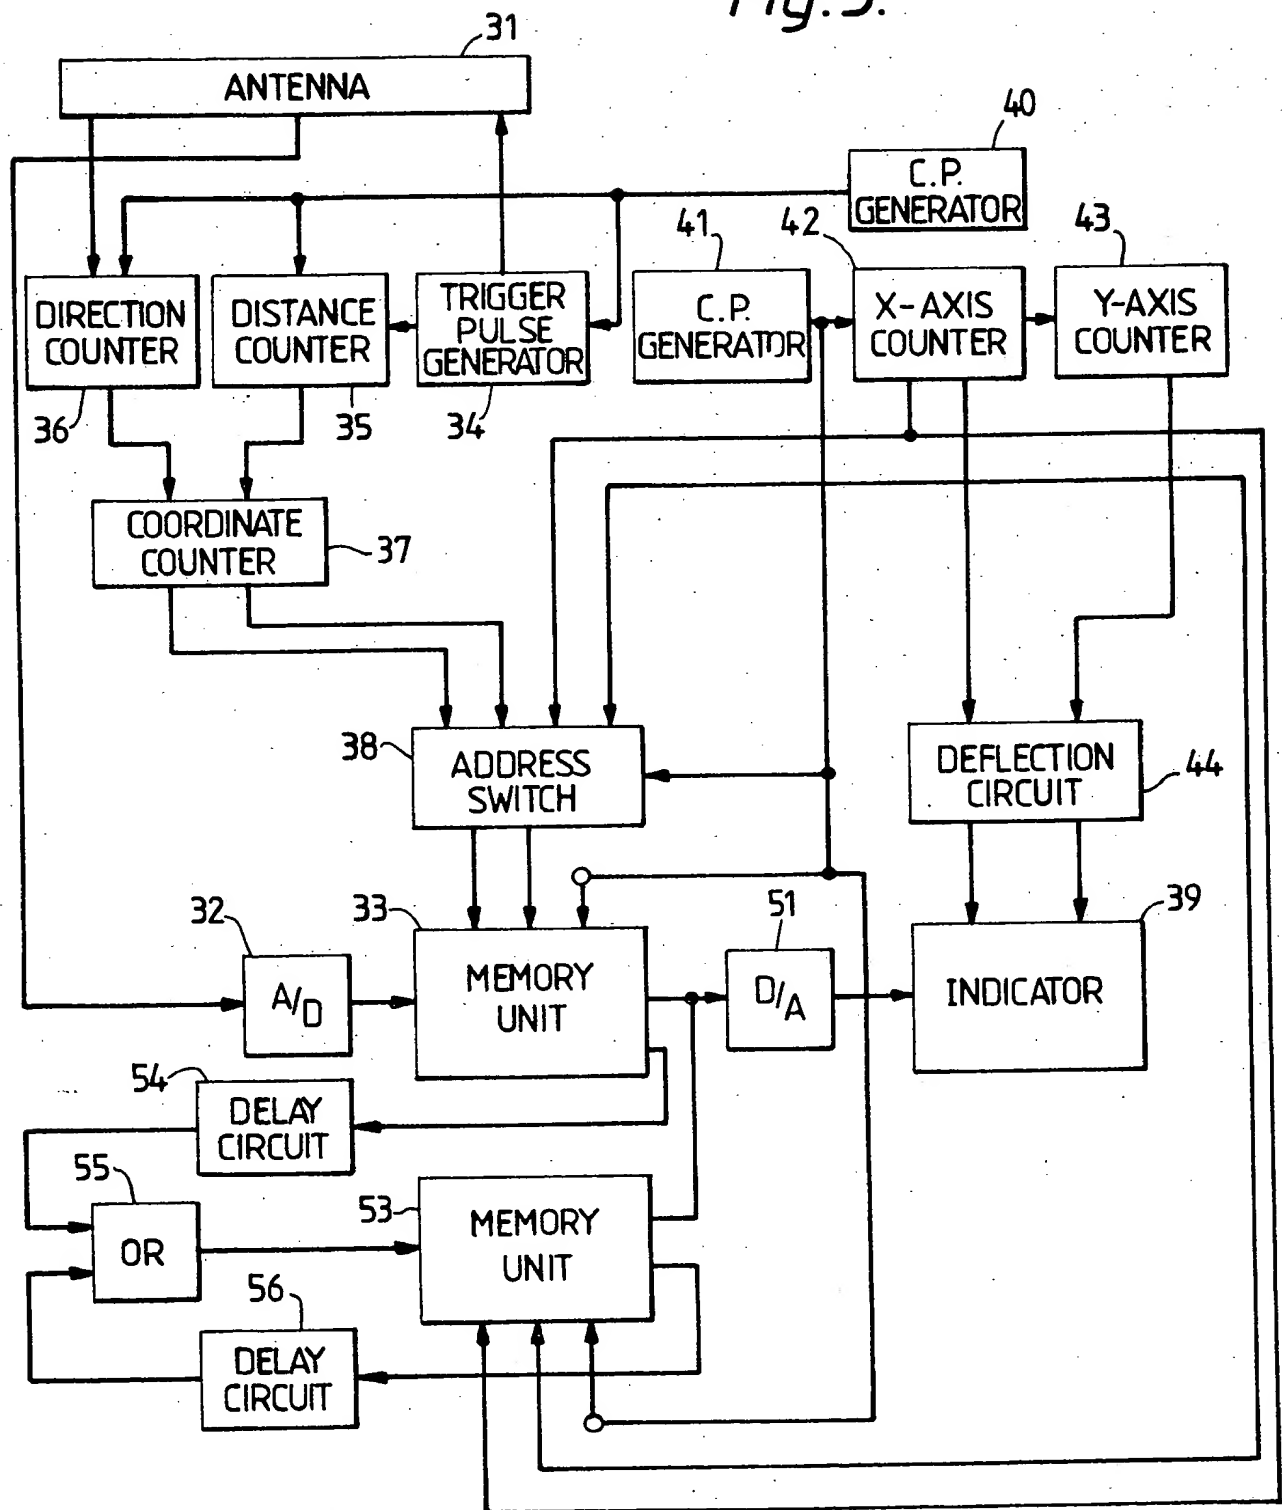 Fig. 5.
31
ANTENNA
40
C.P.
GENERATOR
41
42
43
DIRECTION
COUNTER
DISTANCE
COUNTER
TRIGGER
PULSE
GENERATOR
C.P.
GENERATOR
X-AXIS
COUNTER
Y-AXIS
COUNTER
36
35
34
COORDINATE
COUNTER
37
38
ADDRESS
SWITCH
DEFLECTION
CIRCUIT
44
32
33
51
39
A/D
MEMORY
UNIT
D/A
INDICATOR
54
DELAY
CIRCUIT
55
53
OR
MEMORY
UNIT
56
DELAY
CIRCUIT